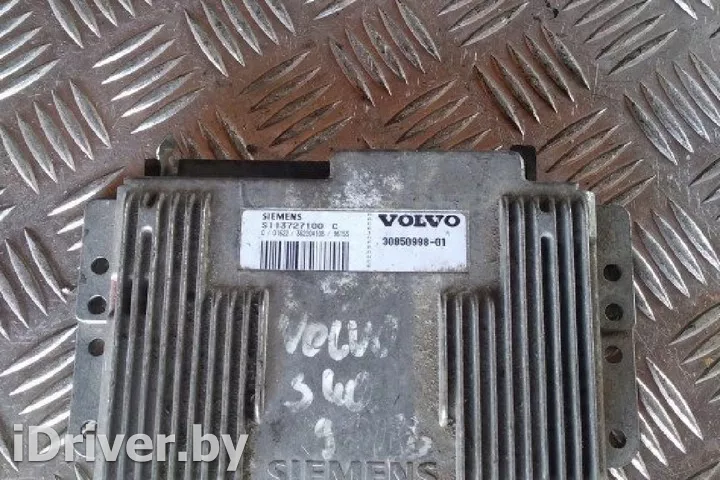 SIEMENS
S113727100 C
VOLVO
30850998-01
VOLVO
S40
SIEMENS
iDriver.by